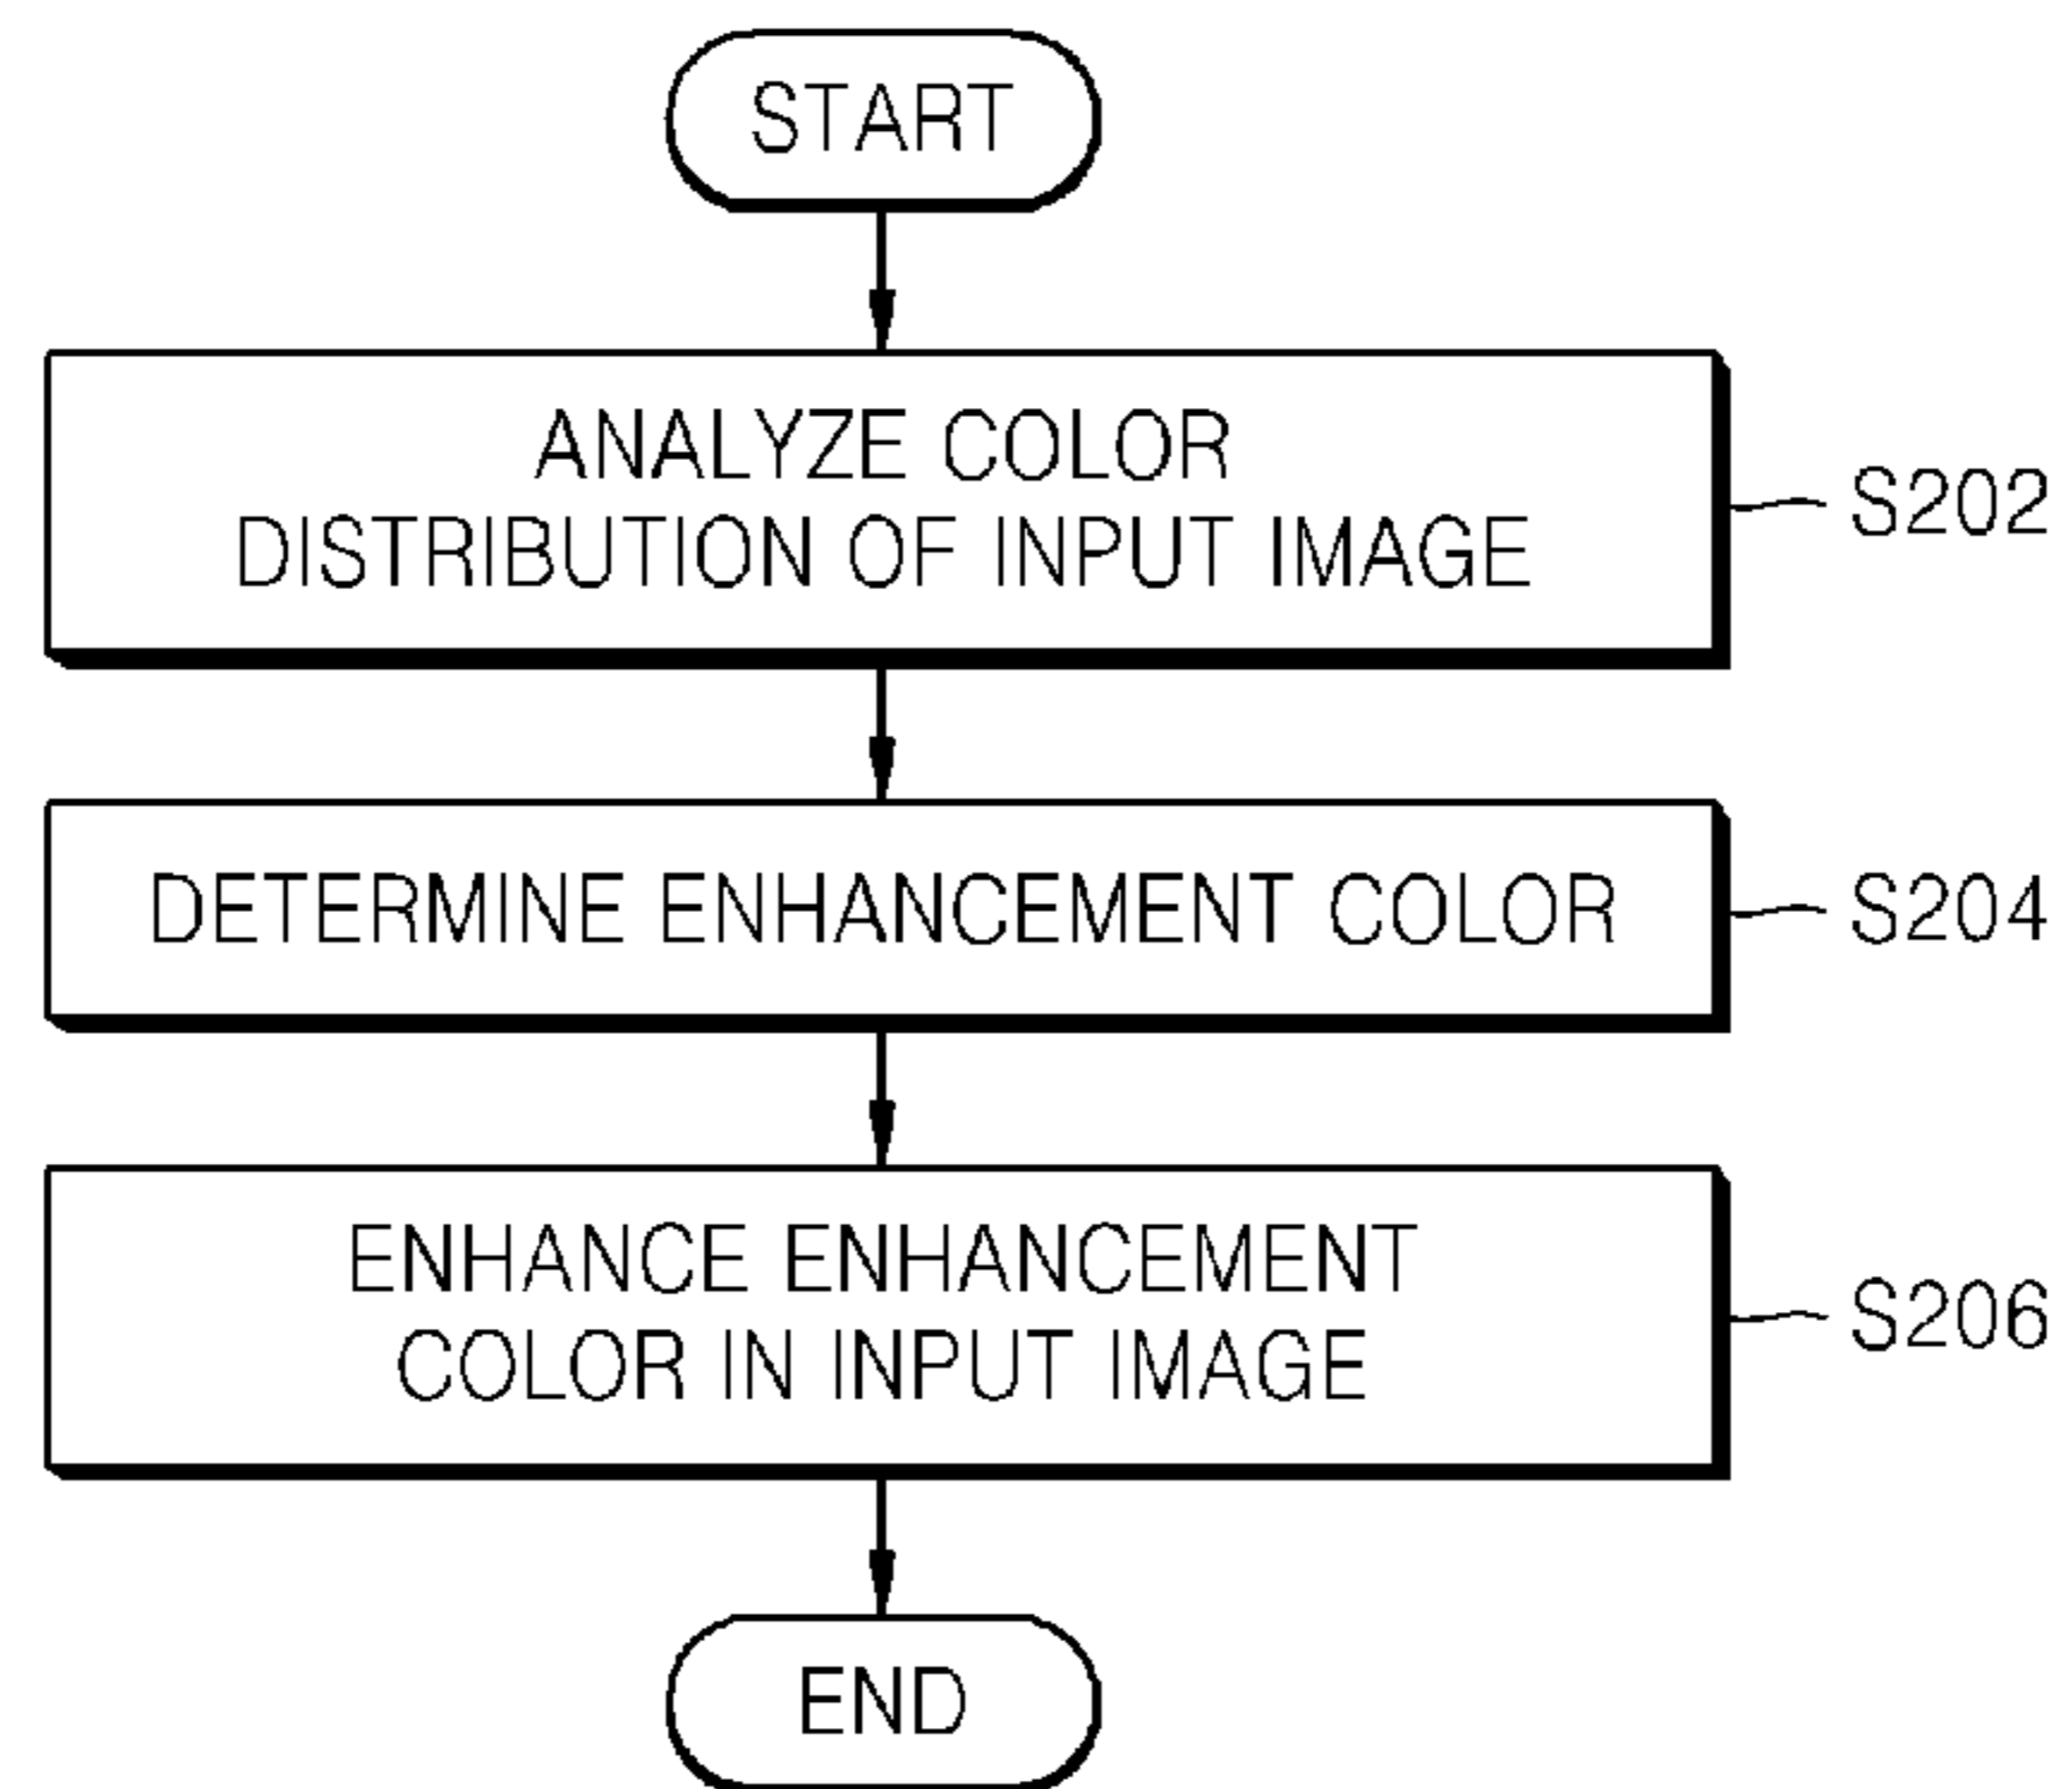 START
ANALYZE COLOR
DISTRIBUTION OF INPUT IMAGE
S202
DETERMINE ENHANCEMENT COLOR
S204
ENHANCE ENHANCEMENT
COLOR IN INPUT IMAGE
S206
END